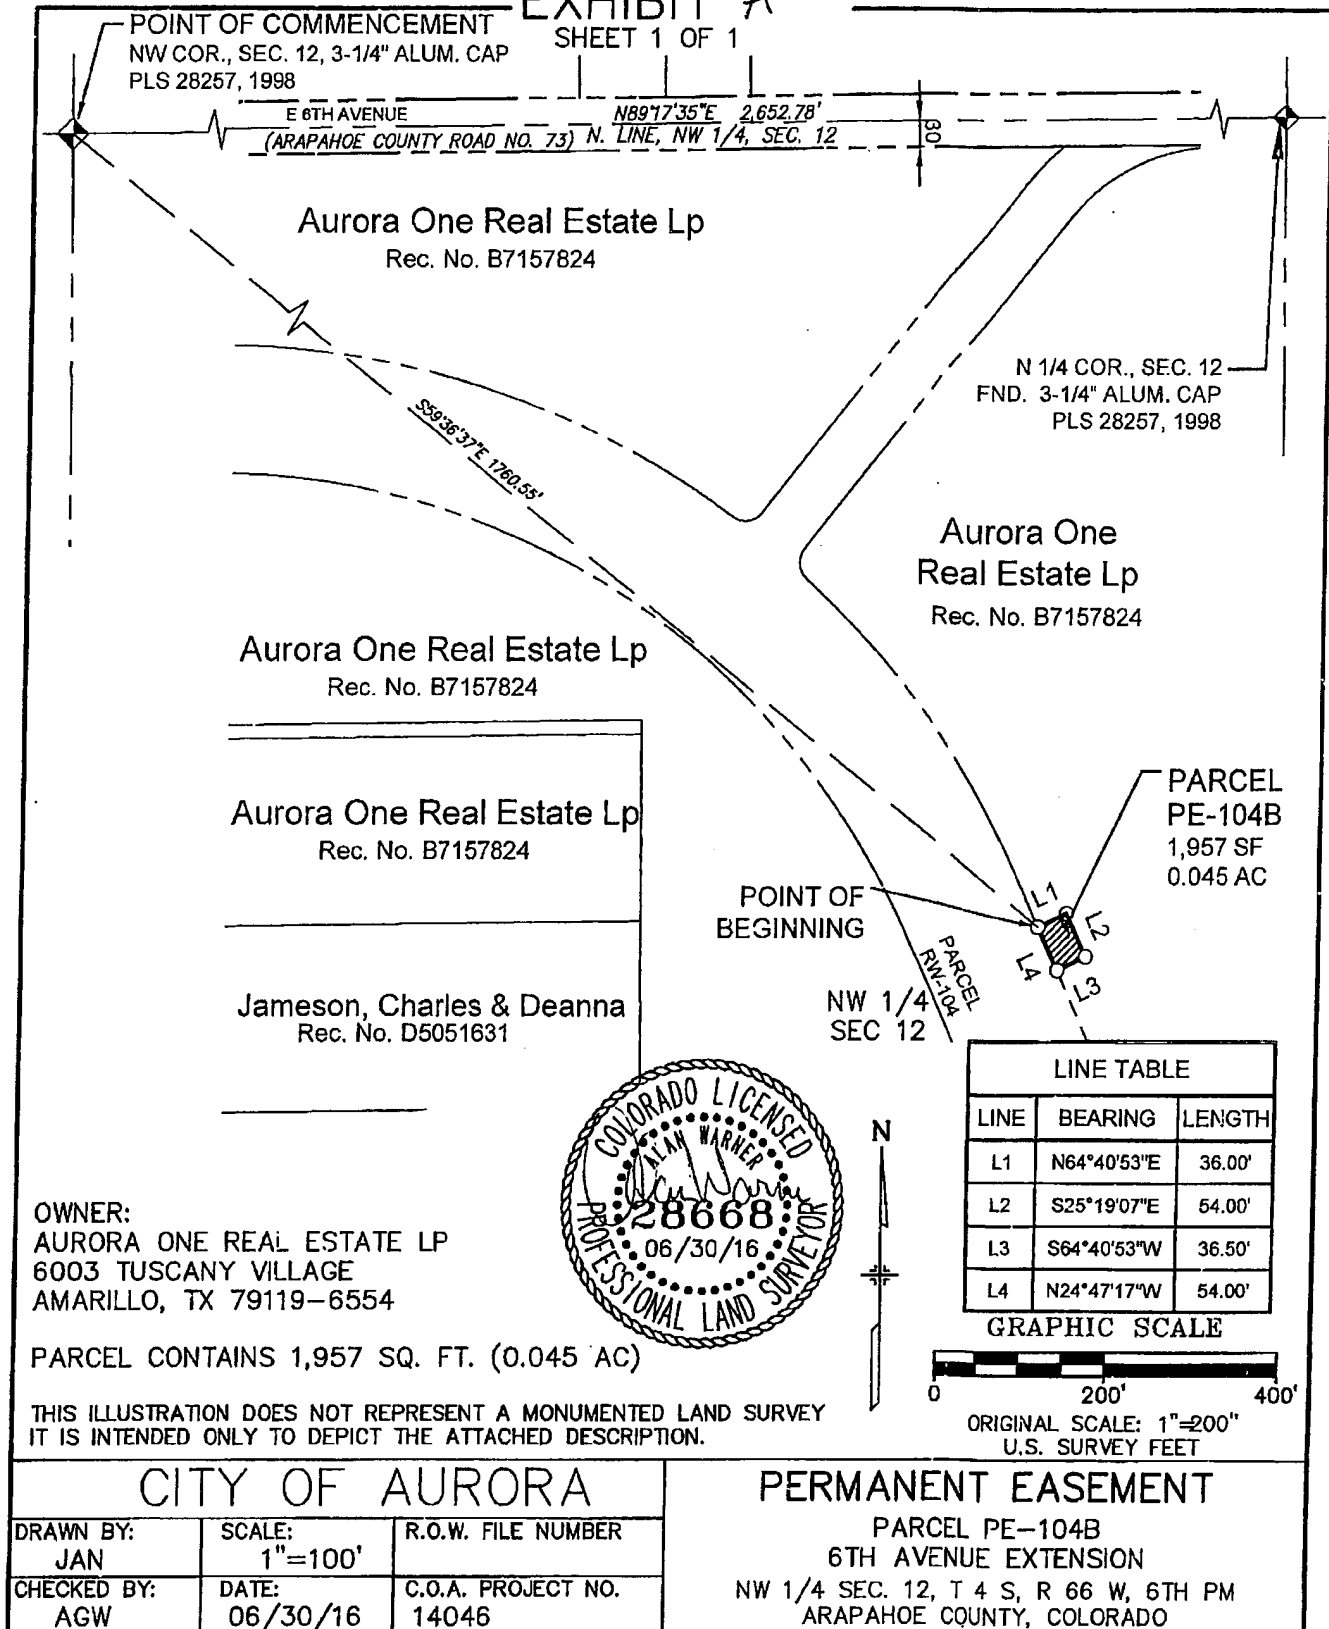 EXHIBIT "A"
SHEET 1 OF 1
POINT OF COMMENCEMENT
NW COR., SEC. 12, 3-1/4" ALUM. CAP
PLS 28257, 1998
E 6TH AVENUE
N89°17'35"E 2,652.78'
(ARAPAHOE COUNTY ROAD NO. 73) N. LINE, NW 1/4, SEC. 12
30'
Aurora One Real Estate Lp
Rec. No. B7157824
N 1/4 COR., SEC. 12
FND. 3-1/4" ALUM. CAP
PLS 28257, 1998
S59°36'37"E 1760.55'
Aurora One
Real Estate Lp
Rec. No. B7157824
Aurora One Real Estate Lp
Rec. No. B7157824
Aurora One Real Estate Lp
Rec. No. B7157824
PARCEL
PE-104B
1,957 SF
0.045 AC
POINT OF
BEGINNING
L1
L2
L3
L4
PARCEL
RW-104
NW 1/4
SEC 12
Jameson, Charles & Deanna
Rec. No. D5051631
LINE TABLE
LINE BEARING LENGTH
L1 N64°40'53"E 36.00'
L2 S25°19'07"E 54.00'
L3 S64°40'53"W 36.50'
L4 N24°47'17"W 54.00'
COLORADO LICENSED
ALAN WARNER
28668
06/30/16
PROFESSIONAL LAND SURVEYOR
N
OWNER:
AURORA ONE REAL ESTATE LP
6003 TUSCANY VILLAGE
AMARILLO, TX 79119-6554
PARCEL CONTAINS 1,957 SQ. FT. (0.045 AC)
GRAPHIC SCALE
0 200' 400'
ORIGINAL SCALE: 1"=200"
U.S. SURVEY FEET
THIS ILLUSTRATION DOES NOT REPRESENT A MONUMENTED LAND SURVEY
IT IS INTENDED ONLY TO DEPICT THE ATTACHED DESCRIPTION.
CITY OF AURORA
DRAWN BY:
JAN
SCALE:
1"=100'
R.O.W. FILE NUMBER
CHECKED BY:
AGW
DATE:
06/30/16
C.O.A. PROJECT NO.
14046
PERMANENT EASEMENT
PARCEL PE-104B
6TH AVENUE EXTENSION
NW 1/4 SEC. 12, T 4 S, R 66 W, 6TH PM
ARAPAHOE COUNTY, COLORADO